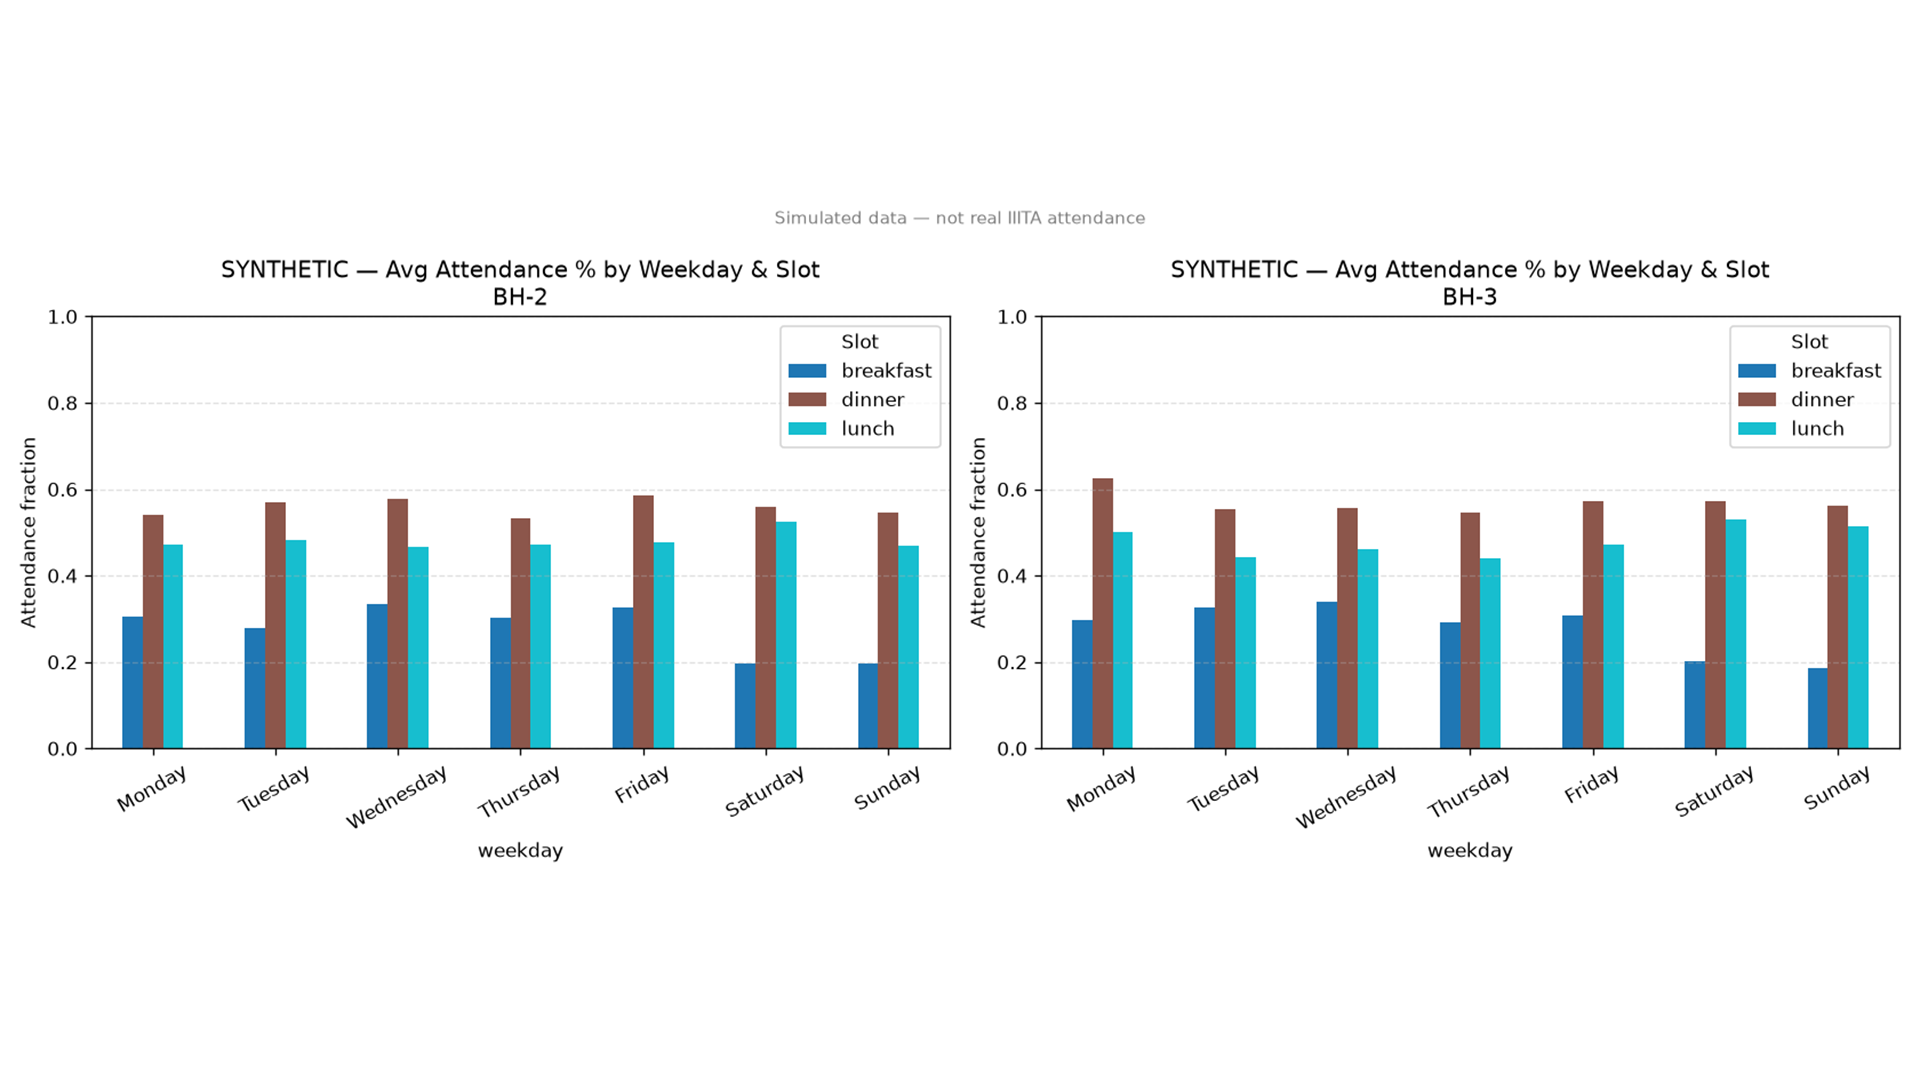 Simulated data — not real IIITA attendance
SYNTHETIC — Avg Attendance % by Weekday & Slot
BH-2
1.0
0.8
0.6
0.4
0.2
0.0
Attendance fraction
Slot
breakfast
dinner
lunch
Monday
Tuesday
Wednesday
Thursday
Friday
Saturday
Sunday
weekday
SYNTHETIC — Avg Attendance % by Weekday & Slot
BH-3
1.0
0.8
0.6
0.4
0.2
0.0
Attendance fraction
Slot
breakfast
dinner
lunch
Monday
Tuesday
Wednesday
Thursday
Friday
Saturday
Sunday
weekday